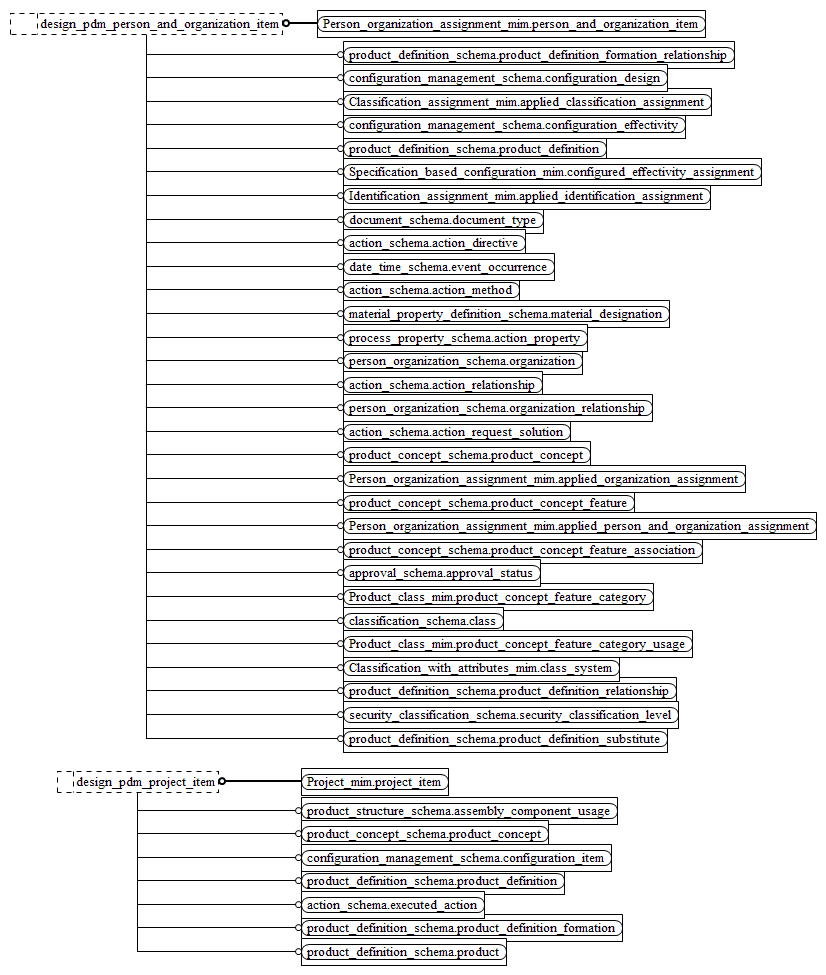 design_pdm_person_and_organization_item
Person_organization_assignment_mim.person_and_organization_item
product_definition_schema.product_definition_formation_relationship
configuration_management_schema.configuration_design
Classification_assignment_mim.applied_classification_assignment
configuration_management_schema.configuration_effectivity
product_definition_schema.product_definition
Specification_based_configuration_mim.configured_effectivity_assignment
Identification_assignment_mim.applied_identification_assignment
document_schema.document_type
action_schema.action_directive
date_time_schema.event_occurrence
action_schema.action_method
material_property_definition_schema.material_designation
process_property_schema.action_property
person_organization_schema.organization
action_schema.action_relationship
person_organization_schema.organization_relationship
action_schema.action_request_solution
product_concept_schema.product_concept
Person_organization_assignment_mim.applied_organization_assignment
product_concept_schema.product_concept_feature
Person_organization_assignment_mim.applied_person_and_organization_assignment
product_concept_schema.product_concept_feature_association
approval_schema.approval_status
Product_class_mim.product_concept_feature_category
classification_schema.class
Product_class_mim.product_concept_feature_category_usage
Classification_with_attributes_mim.class_system
product_definition_schema.product_definition_relationship
security_classification_schema.security_classification_level
product_definition_schema.product_definition_substitute
design_pdm_project_item
Project_mim.project_item
product_structure_schema.assembly_component_usage
product_concept_schema.product_concept
configuration_management_schema.configuration_item
product_definition_schema.product_definition
action_schema.executed_action
product_definition_schema.product_definition_formation
product_definition_schema.product